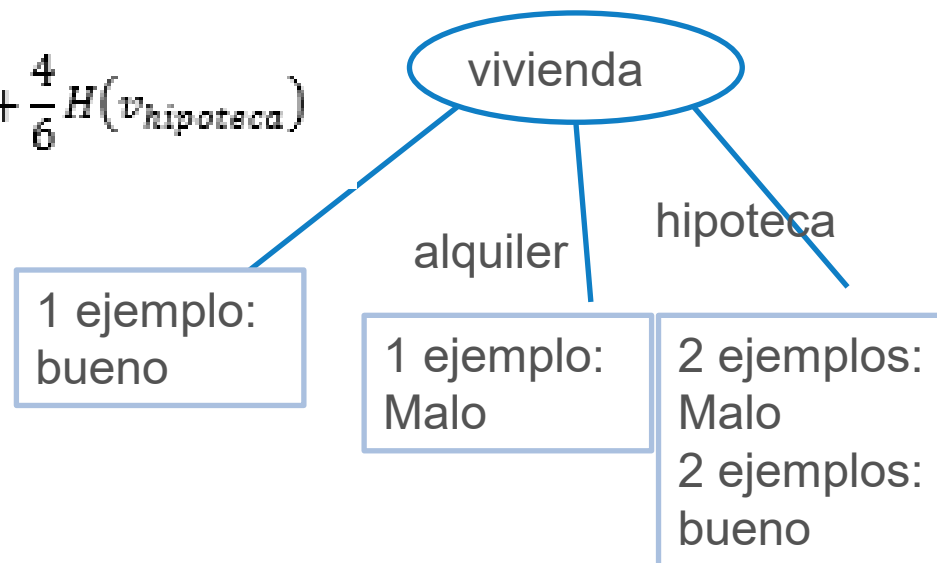 + 4/6 H(v_hipoteca)
vivienda
alquiler
hipoteca
1 ejemplo:
bueno
1 ejemplo:
Malo
2 ejemplos:
Malo
2 ejemplos:
bueno